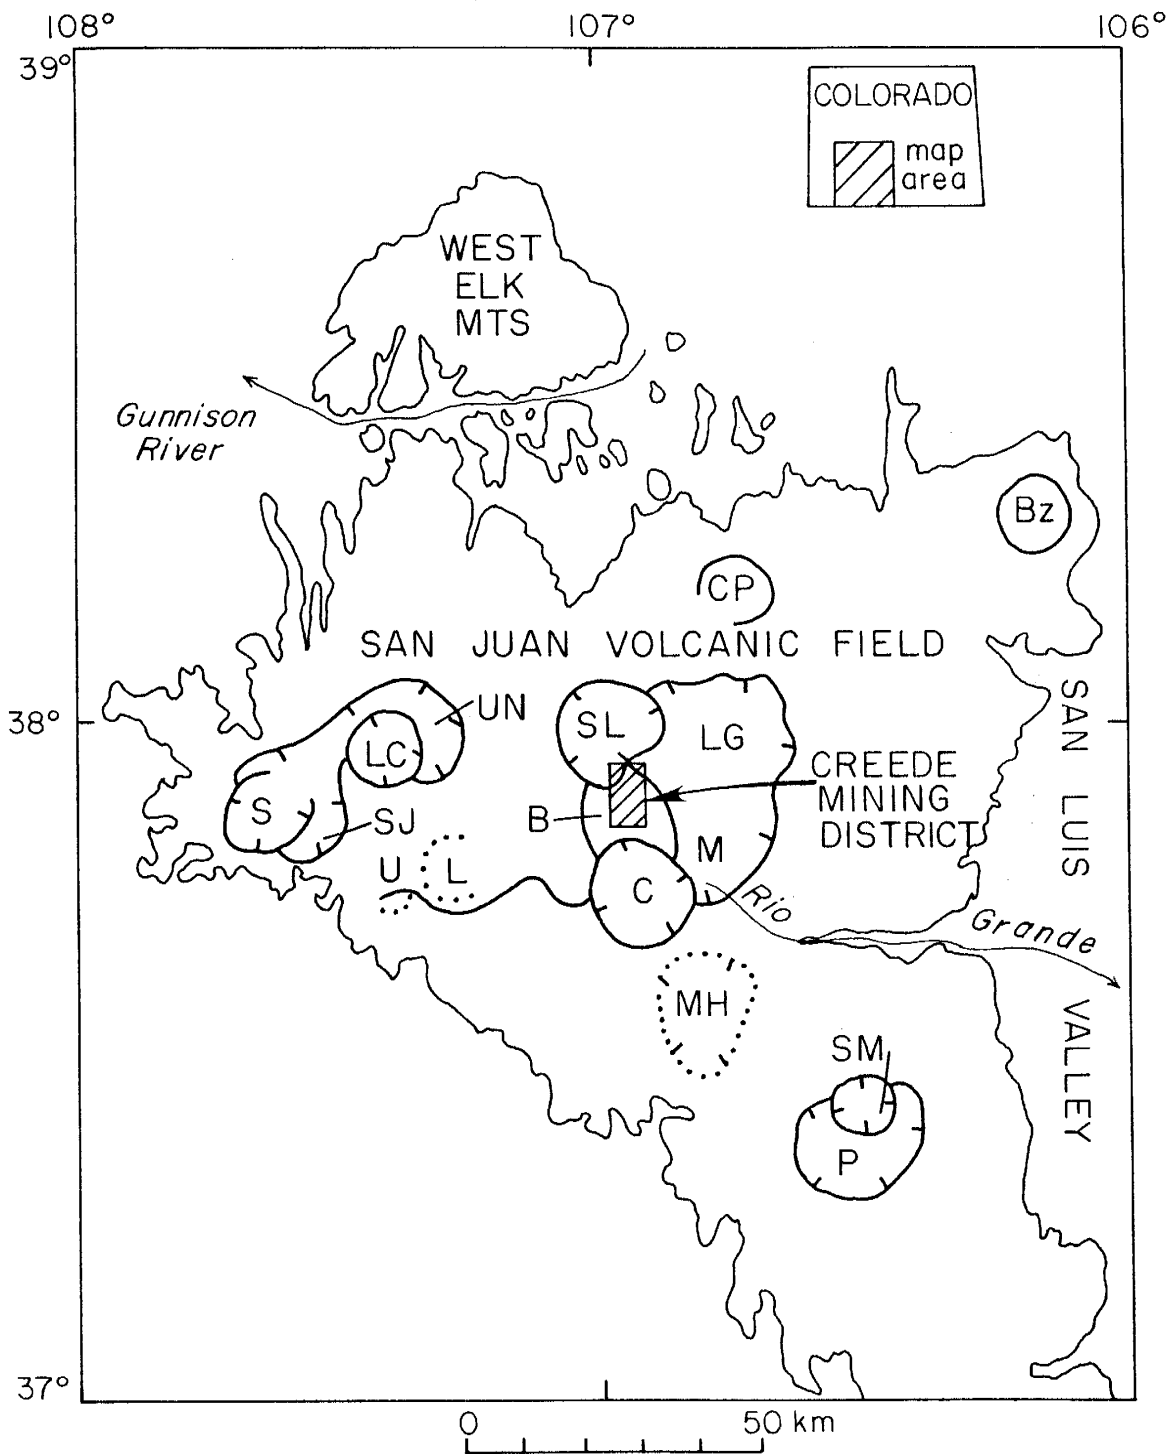 108°
107°
106°
39°
COLORADO
map
area
WEST
ELK
MTS
Gunnison
River
Bz
CP
SAN JUAN VOLCANIC FIELD
UN
SL
LG
38°
LC
S
SJ
B
CREEDE
MINING
DISTRICT
M
U
L
C
Rio
Grande
SAN LUIS
VALLEY
MH
SM
P
37°
0
50 km